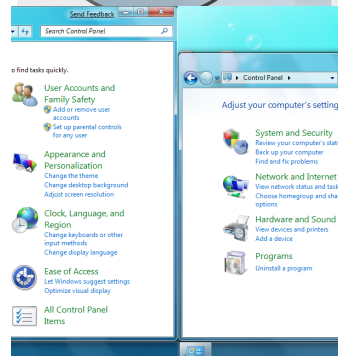 Send Feedback
Search Control Panel
o find tasks quickly.
User Accounts and
Family Safety
Add or remove user
accounts
Set up parental controls
for any user
Appearance and
Personalization
Change the theme
Change desktop background
Adjust screen resolution
Clock, Language, and
Region
Change keyboards or other
input methods
Change display language
Ease of Access
Let Windows suggest settings
Optimize visual display
All Control Panel
Items
Control Panel
Adjust your computer's setting
System and Security
Review your computer's stat
Back up your computer
Find and fix problems
Network and Internet
View network status and task
Choose homegroup and sha
options
Hardware and Sound
View devices and printers
Add a device
Programs
Uninstall a program